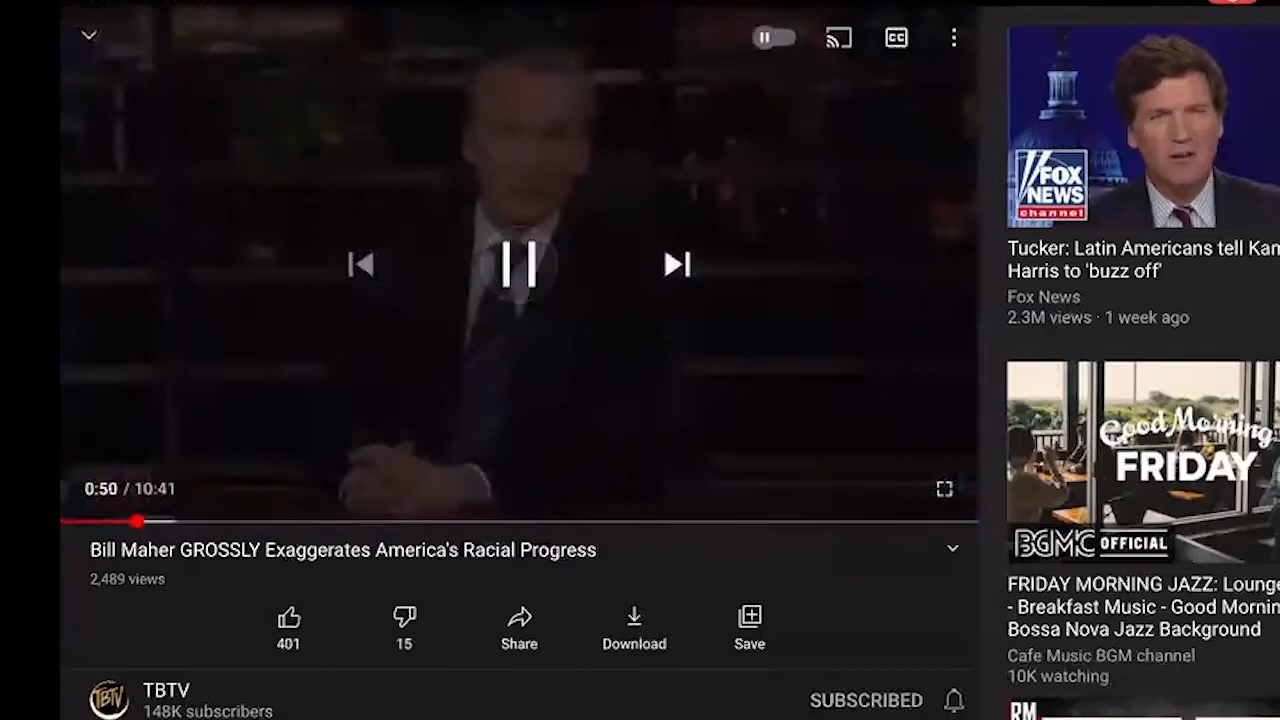 CC
0:50 / 10:41
Bill Maher GROSSLY Exaggerates America's Racial Progress
2,489 views
401
15
Share
Download
Save
TBTV
TBTV
148K subscribers
SUBSCRIBED
FOX
NEWS
channel
Tucker: Latin Americans tell Kam
Harris to 'buzz off'
Fox News
2.3M views · 1 week ago
Good Morning
FRIDAY
BGMC OFFICIAL
FRIDAY MORNING JAZZ: Lounge
- Breakfast Music - Good Mornin
Bossa Nova Jazz Background
Cafe Music BGM channel
10K watching
RM